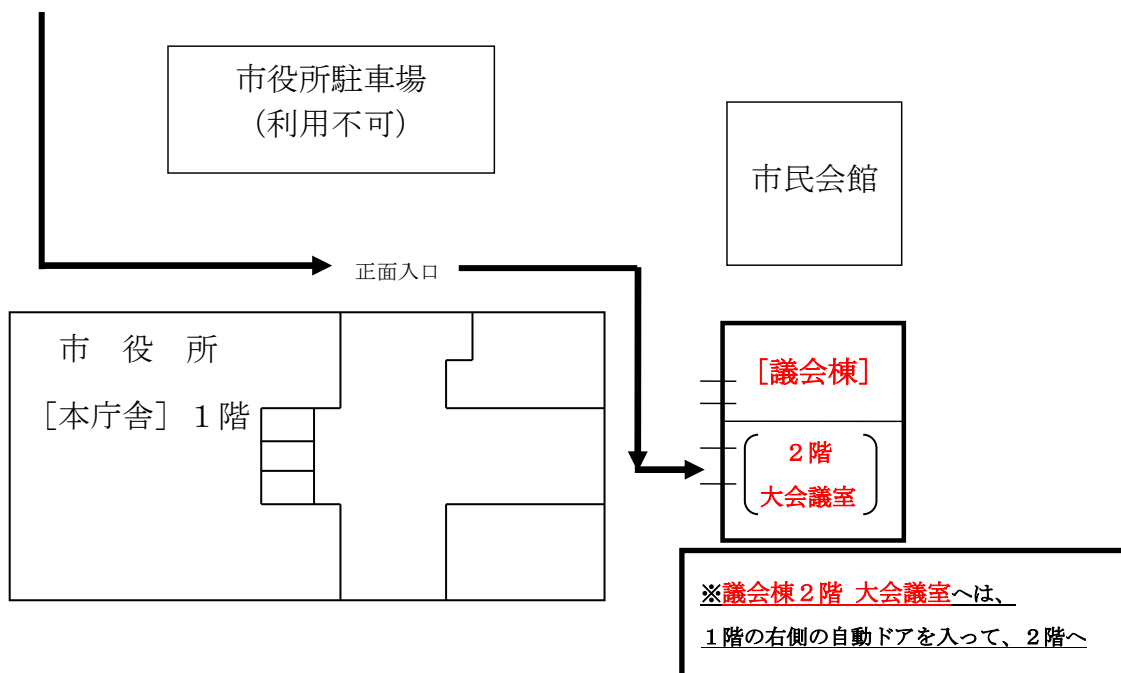 市役所駐車場
(利用不可)
市民会館
正面入口
市　役　所
［本庁舎］１階
［議会棟］
２階
大会議室
※議会棟２階 大会議室へは、
１階の右側の自動ドアを入って、２階へ